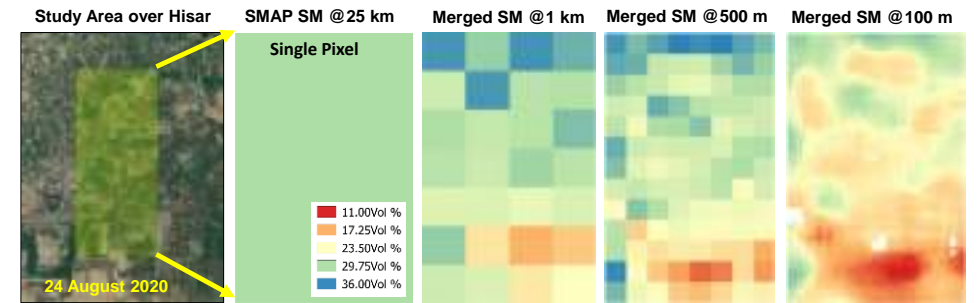 Study Area over Hisar
SMAP SM @25 km
Merged SM @1 km
Merged SM @500 m
Merged SM @100 m
Single Pixel
11.00Vol %
17.25Vol %
23.50Vol %
29.75Vol %
36.00Vol %
24 August 2020